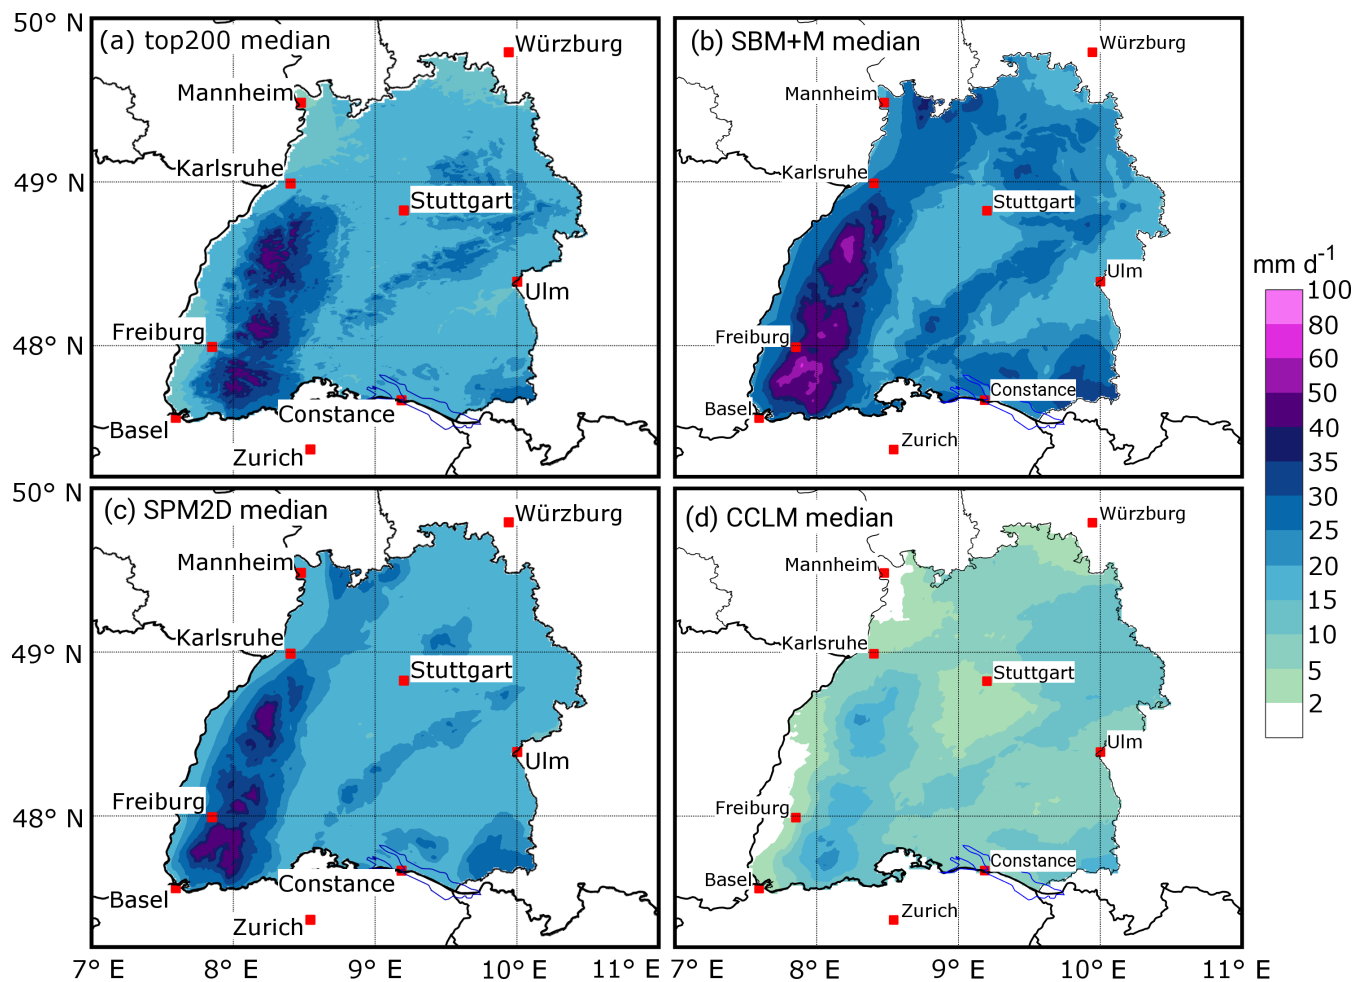 50° N
(a) top200 median
Würzburg
Mannheim
Karlsruhe
49° N
Stuttgart
Ulm
Freiburg
48° N
Constance
Basel
Zurich
(b) SBM+M median
Würzburg
Mannheim
Karlsruhe
Stuttgart
Ulm
Freiburg
Constance
Basel
Zurich
50° N
(c) SPM2D median
Würzburg
Mannheim
Karlsruhe
49° N
Stuttgart
Ulm
Freiburg
48° N
Constance
Basel
Zurich
7° E
8° E
9° E
10° E
11° E
(d) CCLM median
Würzburg
Mannheim
Karlsruhe
Stuttgart
Ulm
Freiburg
Constance
Basel
Zurich
7° E
8° E
9° E
10° E
11° E
mm d⁻¹
100
80
60
50
40
35
30
25
20
15
10
5
2